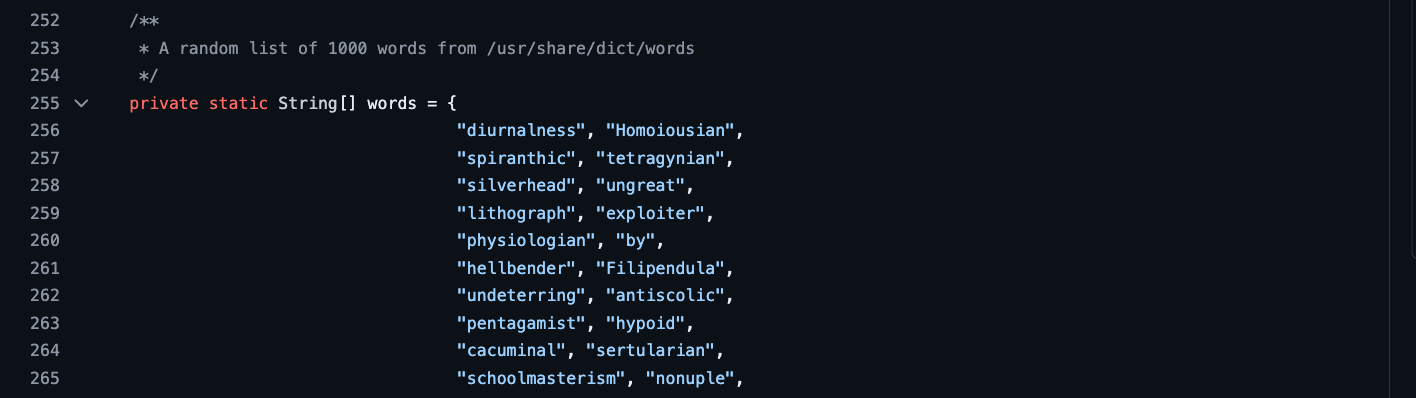 252 /**
253 * A random list of 1000 words from /usr/share/dict/words
254 */
255 private static String[] words = {
256 "diurnalness", "Homoiousian",
257 "spiranthic", "tetragynian",
258 "silverhead", "ungreat",
259 "lithograph", "exploiter",
260 "physiologian", "by",
261 "hellbender", "Filipendula",
262 "undeterring", "antiscolic",
263 "pentagamist", "hypoid",
264 "cacuminal", "sertularian",
265 "schoolmasterism", "nonuple",